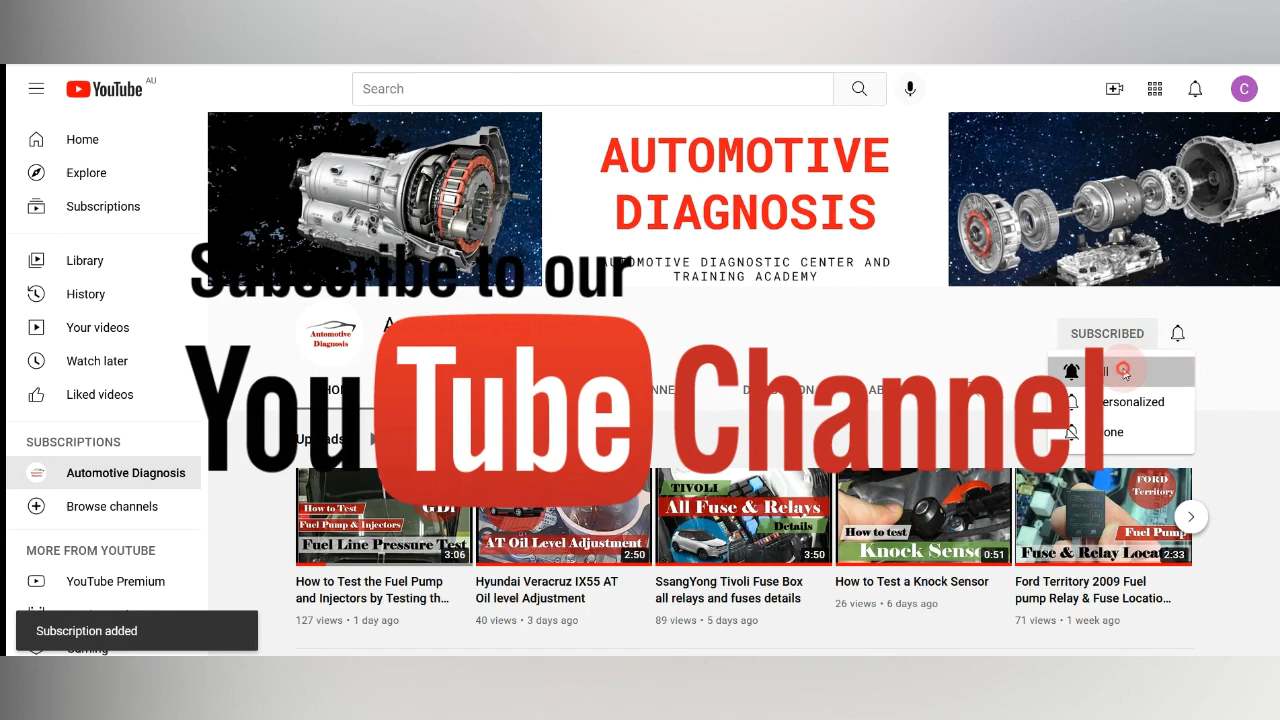 YouTube AU
Search
C
Home
Explore
Subscriptions
Library
History
Your videos
Watch later
Liked videos
SUBSCRIPTIONS
Automotive Diagnosis
Browse channels
MORE FROM YOUTUBE
YouTube Premium
Gaming
Subscription added
AUTOMOTIVE
DIAGNOSIS
AUTOMOTIVE DIAGNOSTIC CENTER AND
TRAINING ACADEMY
Subscribe to our
YouTube Channel
Automotive
Diagnosis
SUBSCRIBED
Uploads
How to Test
Fuel Pump & Injectors
GDI
Fuel Line Pressure Test
3:06
How to Test the Fuel Pump
and Injectors by Testing th...
127 views • 1 day ago
AT Oil Level Adjustment
2:50
Hyundai Veracruz IX55 AT
Oil level Adjustment
40 views • 3 days ago
TIVOLI
All Fuse & Relays
Details
3:50
SsangYong Tivoli Fuse Box
all relays and fuses details
89 views • 5 days ago
How to test
Knock Sens
0:51
How to Test a Knock Sensor
26 views • 6 days ago
FORD
Territory
Fuel Pump
Fuse & Relay Locat
2:33
Ford Territory 2009 Fuel
pump Relay & Fuse Locatio...
71 views • 1 week ago